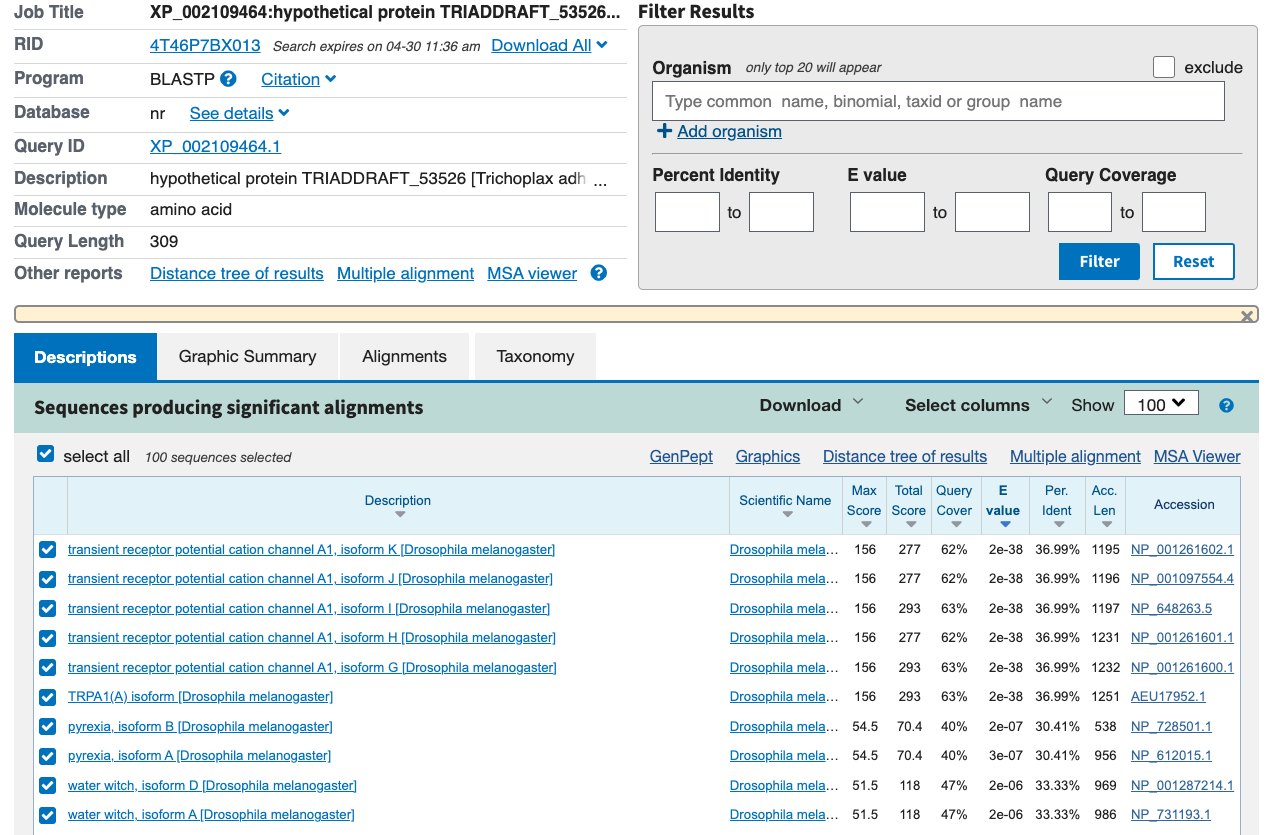 Job Title XP_002109464:hypothetical protein TRIADDRAFT_53526...
RID 4T46P7BX013 Search expires on 04-30 11:36 am Download All
Program BLASTP ? Citation
Database nr See details
Query ID XP_002109464.1
Description hypothetical protein TRIADDRAFT_53526 [Trichoplax adh ...
Molecule type amino acid
Query Length 309
Other reports Distance tree of results Multiple alignment MSA viewer ?
Filter Results
Organism only top 20 will appear exclude
Type common name, binomial, taxid or group name
+ Add organism
Percent Identity E value Query Coverage
to to to
Filter Reset
Descriptions Graphic Summary Alignments Taxonomy
Sequences producing significant alignments Download Select columns Show 100 ?
select all 100 sequences selected GenPept Graphics Distance tree of results Multiple alignment MSA Viewer
Description Scientific Name Max Score Total Score Query Cover E value Per. Ident Acc. Len Accession
transient receptor potential cation channel A1, isoform K [Drosophila melanogaster] Drosophila mela... 156 277 62% 2e-38 36.99% 1195 NP_001261602.1
transient receptor potential cation channel A1, isoform J [Drosophila melanogaster] Drosophila mela... 156 277 62% 2e-38 36.99% 1196 NP_001097554.4
transient receptor potential cation channel A1, isoform I [Drosophila melanogaster] Drosophila mela... 156 293 63% 2e-38 36.99% 1197 NP_648263.5
transient receptor potential cation channel A1, isoform H [Drosophila melanogaster] Drosophila mela... 156 277 62% 2e-38 36.99% 1231 NP_001261601.1
transient receptor potential cation channel A1, isoform G [Drosophila melanogaster] Drosophila mela... 156 293 63% 2e-38 36.99% 1232 NP_001261600.1
TRPA1(A) isoform [Drosophila melanogaster] Drosophila mela... 156 293 63% 2e-38 36.99% 1251 AEU17952.1
pyrexia, isoform B [Drosophila melanogaster] Drosophila mela... 54.5 70.4 40% 2e-07 30.41% 538 NP_728501.1
pyrexia, isoform A [Drosophila melanogaster] Drosophila mela... 54.5 70.4 40% 3e-07 30.41% 956 NP_612015.1
water witch, isoform D [Drosophila melanogaster] Drosophila mela... 51.5 118 47% 2e-06 33.33% 969 NP_001287214.1
water witch, isoform A [Drosophila melanogaster] Drosophila mela... 51.5 118 47% 2e-06 33.33% 986 NP_731193.1